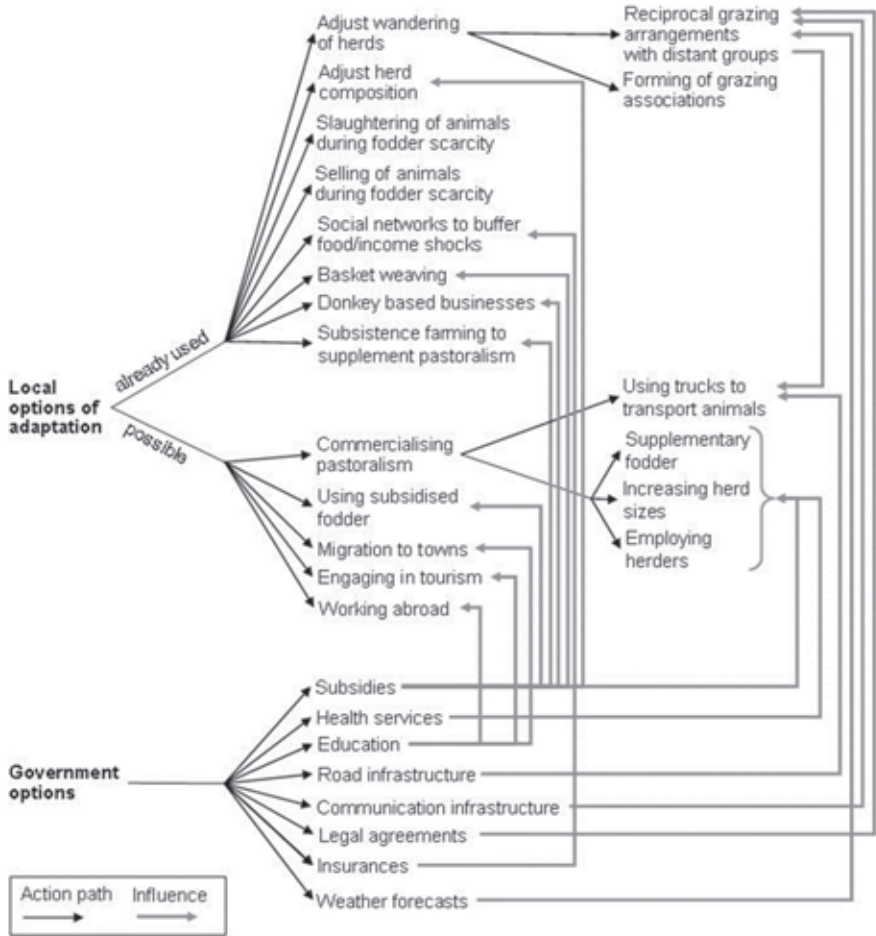 Adjust wandering
of herds
Adjust herd
composition
Slaughtering of animals
during fodder scarcity
Selling of animals
during fodder scarcity
Social networks to buffer
food/income shocks
Basket weaving
Donkey based businesses
Subsistence farming to
supplement pastoralism
Reciprocal grazing
arrangements
with distant groups
Forming of grazing
associations
already used
Local
options of
adaptation
possible
Commercialising
pastoralism
Using subsidised
fodder
Migration to towns
Engaging in tourism
Working abroad
Using trucks to
transport animals
Supplementary
fodder
Increasing herd
sizes
Employing
herders
Government
options
Subsidies
Health services
Education
Road infrastructure
Communication infrastructure
Legal agreements
Insurances
Weather forecasts
Action path
Influence